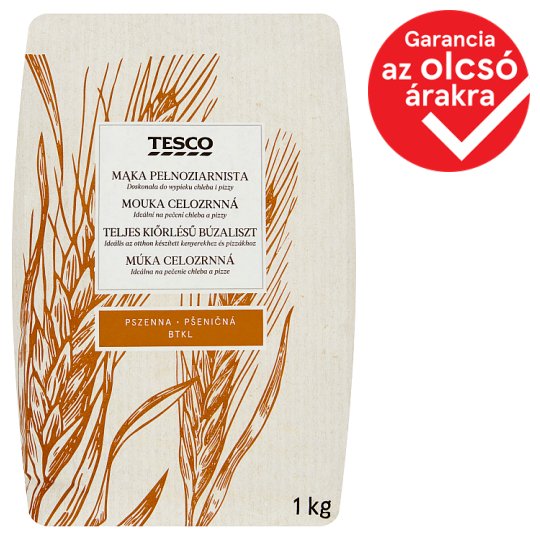 Garancia
az olcsó
árakra
TESCO
MĄKA PEŁNOZIARNISTA
Doskonała do wypieku chleba i pizzy
MOUKA CELOZRNNÁ
Ideální na pečení chleba a pizzy
TELJES KIŐRLÉSŰ BÚZALISZT
Ideális az otthon készített kenyerekhez és pizzákhoz
MÚKA CELOZRNNÁ
Ideálna na pečenie chleba a pizze
PSZENNA • PŠENIČNÁ
BTKL
1 kg